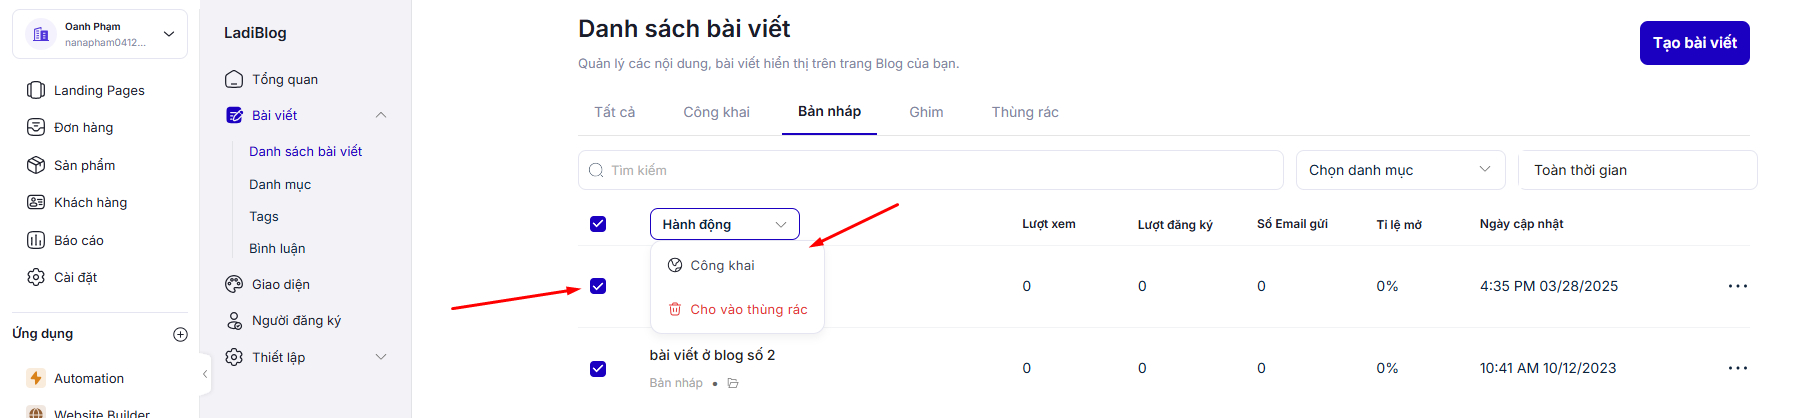 Oanh Phạm
nanapham0412...
Landing Pages
Đơn hàng
Sản phẩm
Khách hàng
Báo cáo
Cài đặt
Ứng dụng
Automation
Website Builder
LadiBlog
Tổng quan
Bài viết
Danh sách bài viết
Danh mục
Tags
Bình luận
Giao diện
Người đăng ký
Thiết lập
Danh sách bài viết
Quản lý các nội dung, bài viết hiển thị trên trang Blog của bạn.
Tạo bài viết
Tất cả Công khai Bản nháp Ghim Thùng rác
Tìm kiếm Chọn danh mục Toàn thời gian
Hành động Lượt xem Lượt đăng ký Số Email gửi Tỉ lệ mở Ngày cập nhật
Công khai
0 0 0 0% 4:35 PM 03/28/2025
Cho vào thùng rác
bài viết ở blog số 2
0 0 0 0% 10:41 AM 10/12/2023
Bản nháp